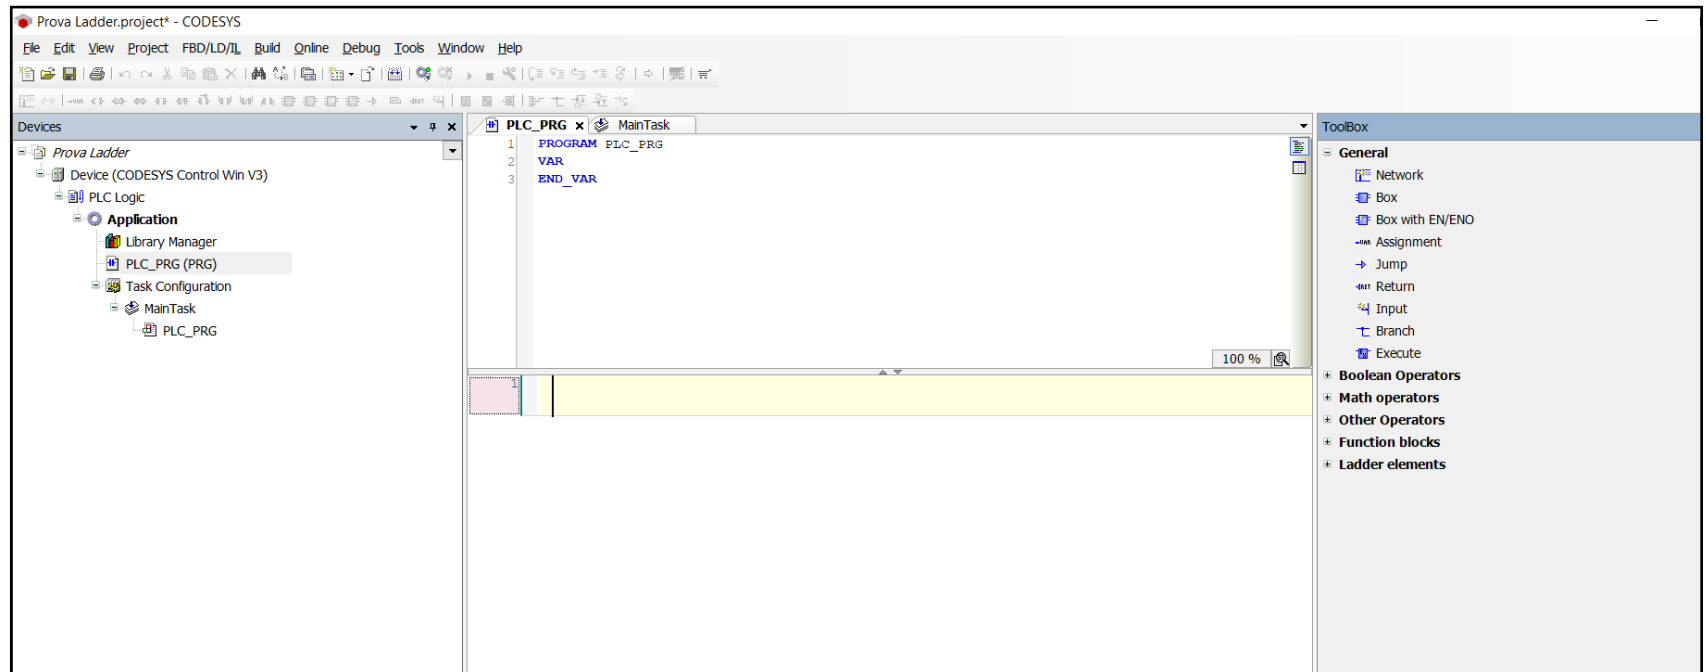 Prova Ladder.project* - CODESYS
File Edit View Project FBD/LD/IL Build Online Debug Tools Window Help
Devices
Prova Ladder
Device (CODESYS Control Win V3)
PLC Logic
Application
Library Manager
PLC_PRG (PRG)
Task Configuration
MainTask
PLC_PRG
PLC_PRG MainTask
1 PROGRAM PLC_PRG
2 VAR
3 END_VAR
100 %
1
ToolBox
General
Network
Box
Box with EN/ENO
Assignment
Jump
Return
Input
Branch
Execute
Boolean Operators
Math operators
Other Operators
Function blocks
Ladder elements